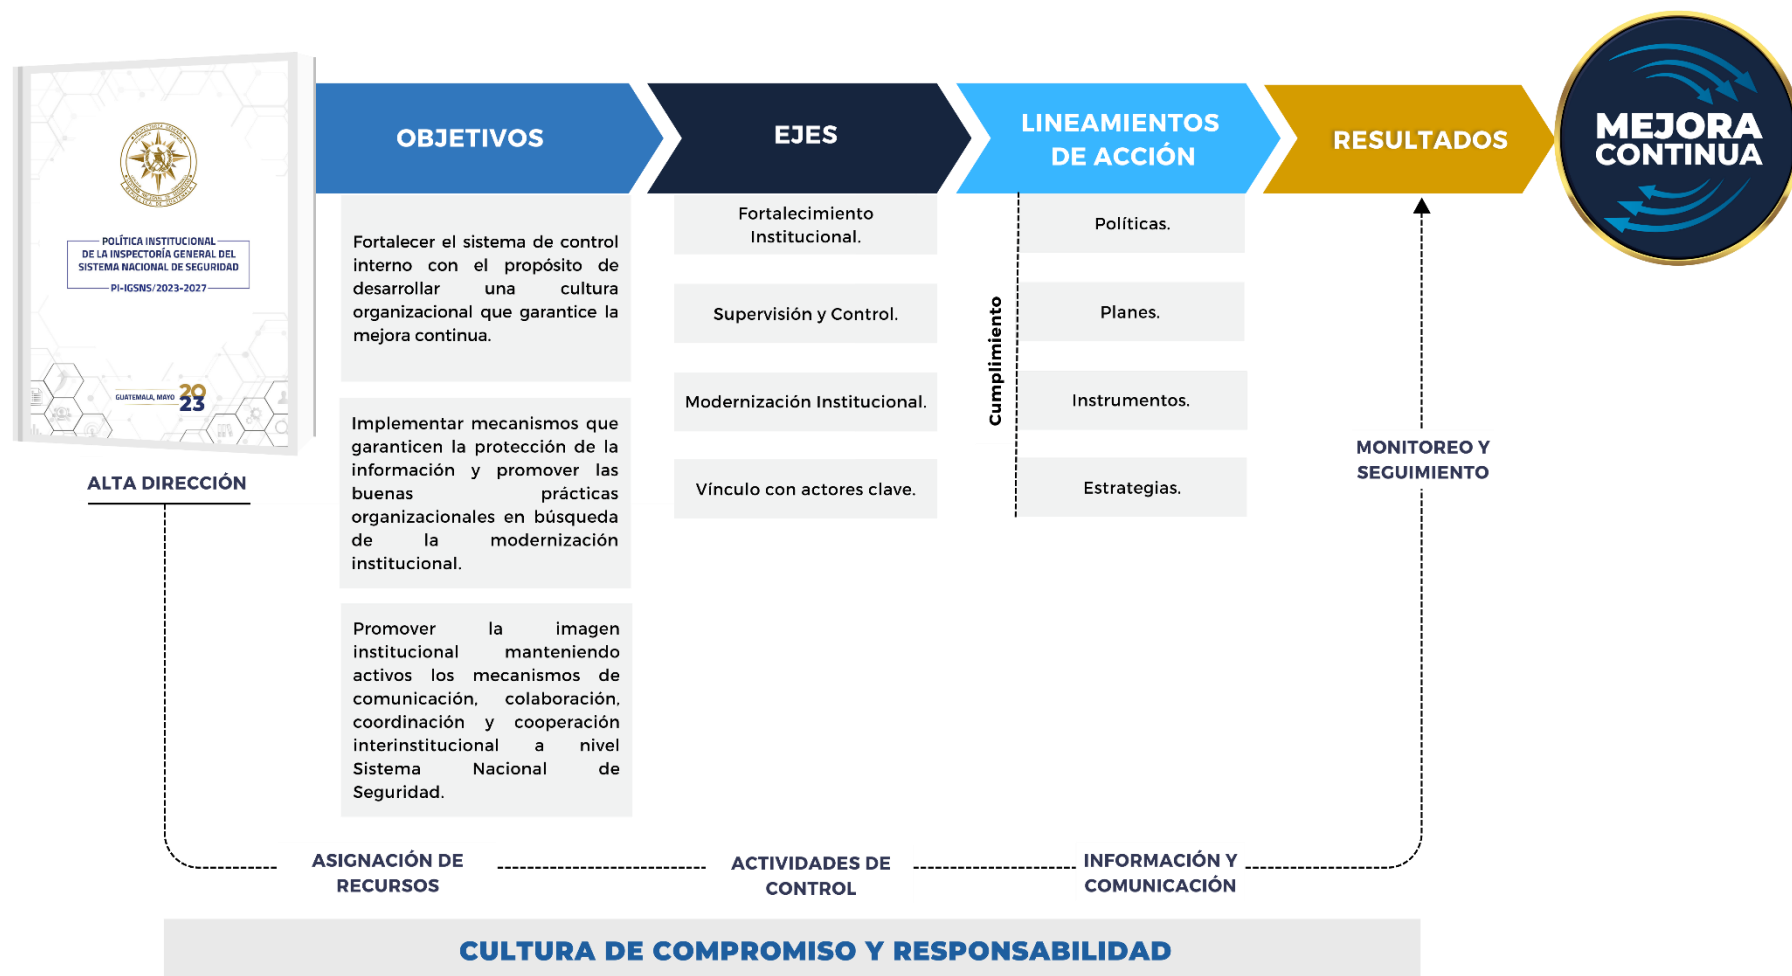 POLÍTICA INSTITUCIONAL
DE LA INSPECTORÍA GENERAL DEL
SISTEMA NACIONAL DE SEGURIDAD
PI-IGSNS/2023-2027
GUATEMALA, MAYO
20
23
ALTA DIRECCIÓN
OBJETIVOS
Fortalecer el sistema de control
interno con el propósito de
desarrollar una cultura
organizacional que garantice la
mejora continua.
Implementar mecanismos que
garanticen la protección de la
información y promover las
buenas prácticas
organizacionales en búsqueda
de la modernización
institucional.
Promover la imagen
institucional manteniendo
activos los mecanismos de
comunicación, colaboración,
coordinación y cooperación
interinstitucional a nivel
Sistema Nacional de
Seguridad.
EJES
Fortalecimiento
Institucional.
Supervisión y Control.
Modernización Institucional.
Vínculo con actores clave.
LINEAMIENTOS
DE ACCIÓN
Cumplimiento
Políticas.
Planes.
Instrumentos.
Estrategias.
RESULTADOS
MONITOREO Y
SEGUIMIENTO
MEJORA
CONTINUA
ASIGNACIÓN DE
RECURSOS
ACTIVIDADES DE
CONTROL
INFORMACIÓN Y
COMUNICACIÓN
CULTURA DE COMPROMISO Y RESPONSABILIDAD